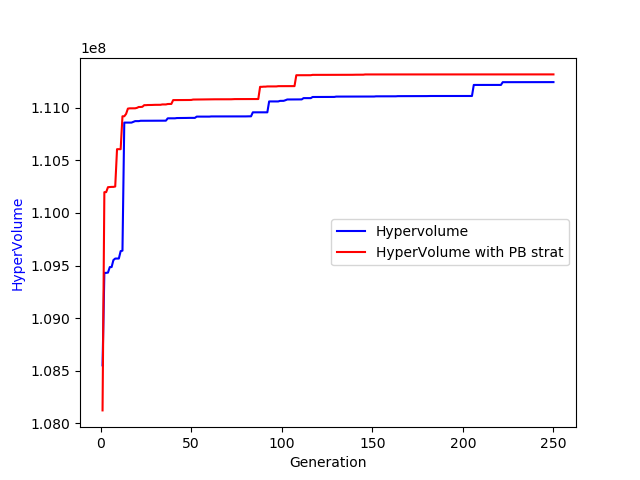 1e8
1.110
1.105
1.100
1.095
1.090
1.085
1.080
HyperVolume
Hypervolume
HyperVolume with PB strat
0
50
100
150
200
250
Generation